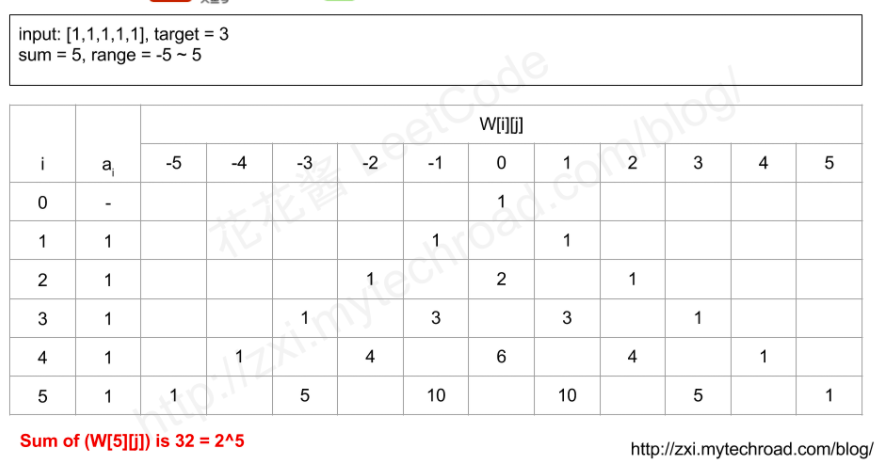 input: [1,1,1,1,1], target = 3
sum = 5, range = -5 ~ 5
W[i][j]
i ai -5 -4 -3 -2 -1 0 1 2 3 4 5
0 - 1
1 1 1 1
2 1 1 2 1
3 1 1 3 3 1
4 1 1 4 6 4 1
5 1 1 5 10 10 5 1
Sum of (W[5][j]) is 32 = 2^5
http://zxi.mytechroad.com/blog/
花花酱 LeetCode
http://zxi.mytechroad.com/blog/